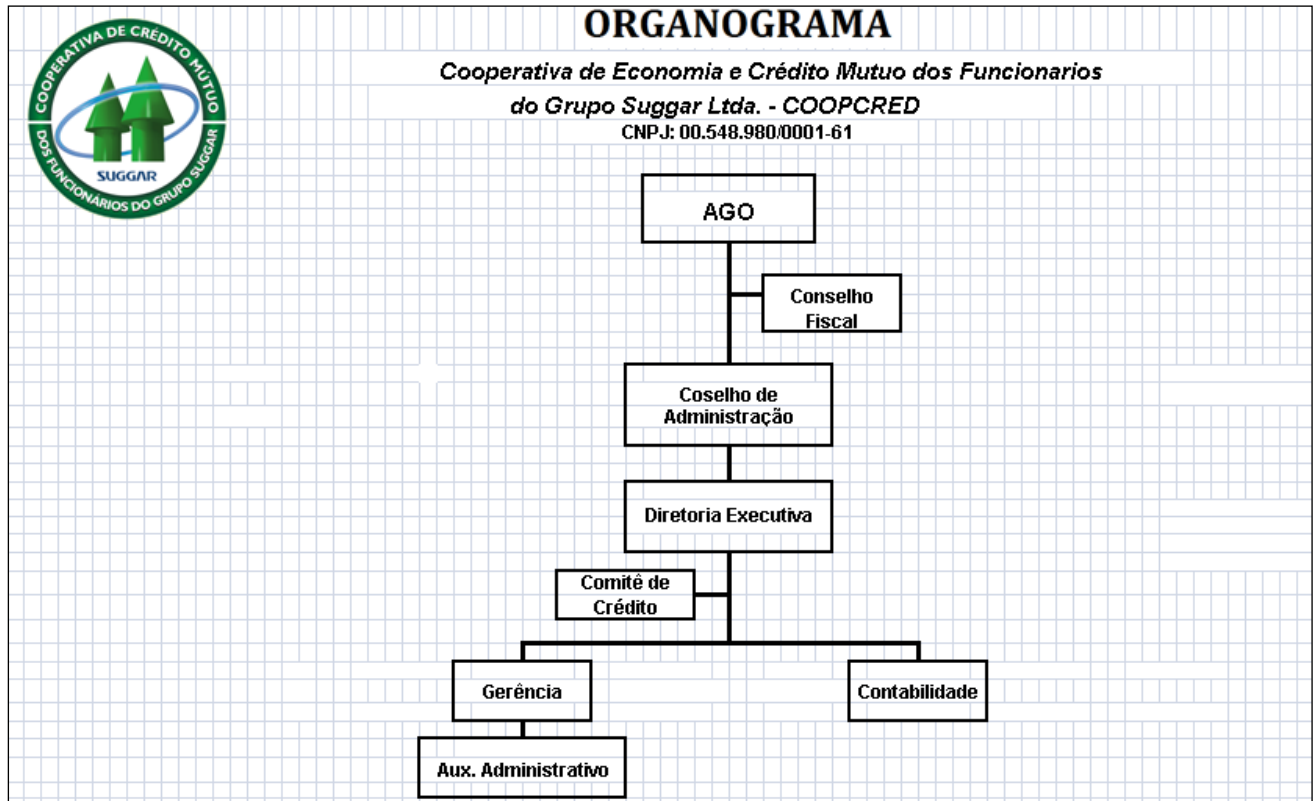 ORGANOGRAMA
COOPERATIVA DE CRÉDITO MÚTUO
DOS FUNCIONÁRIOS DO GRUPO SUGGAR
SUGGAR
Cooperativa de Economia e Crédito Mutuo dos Funcionarios
do Grupo Suggar Ltda. - COOPCRED
CNPJ: 00.548.980/0001-61
AGO
Conselho
Fiscal
Coselho de
Administração
Diretoria Executiva
Comitê de
Crédito
Gerência
Contabilidade
Aux. Administrativo